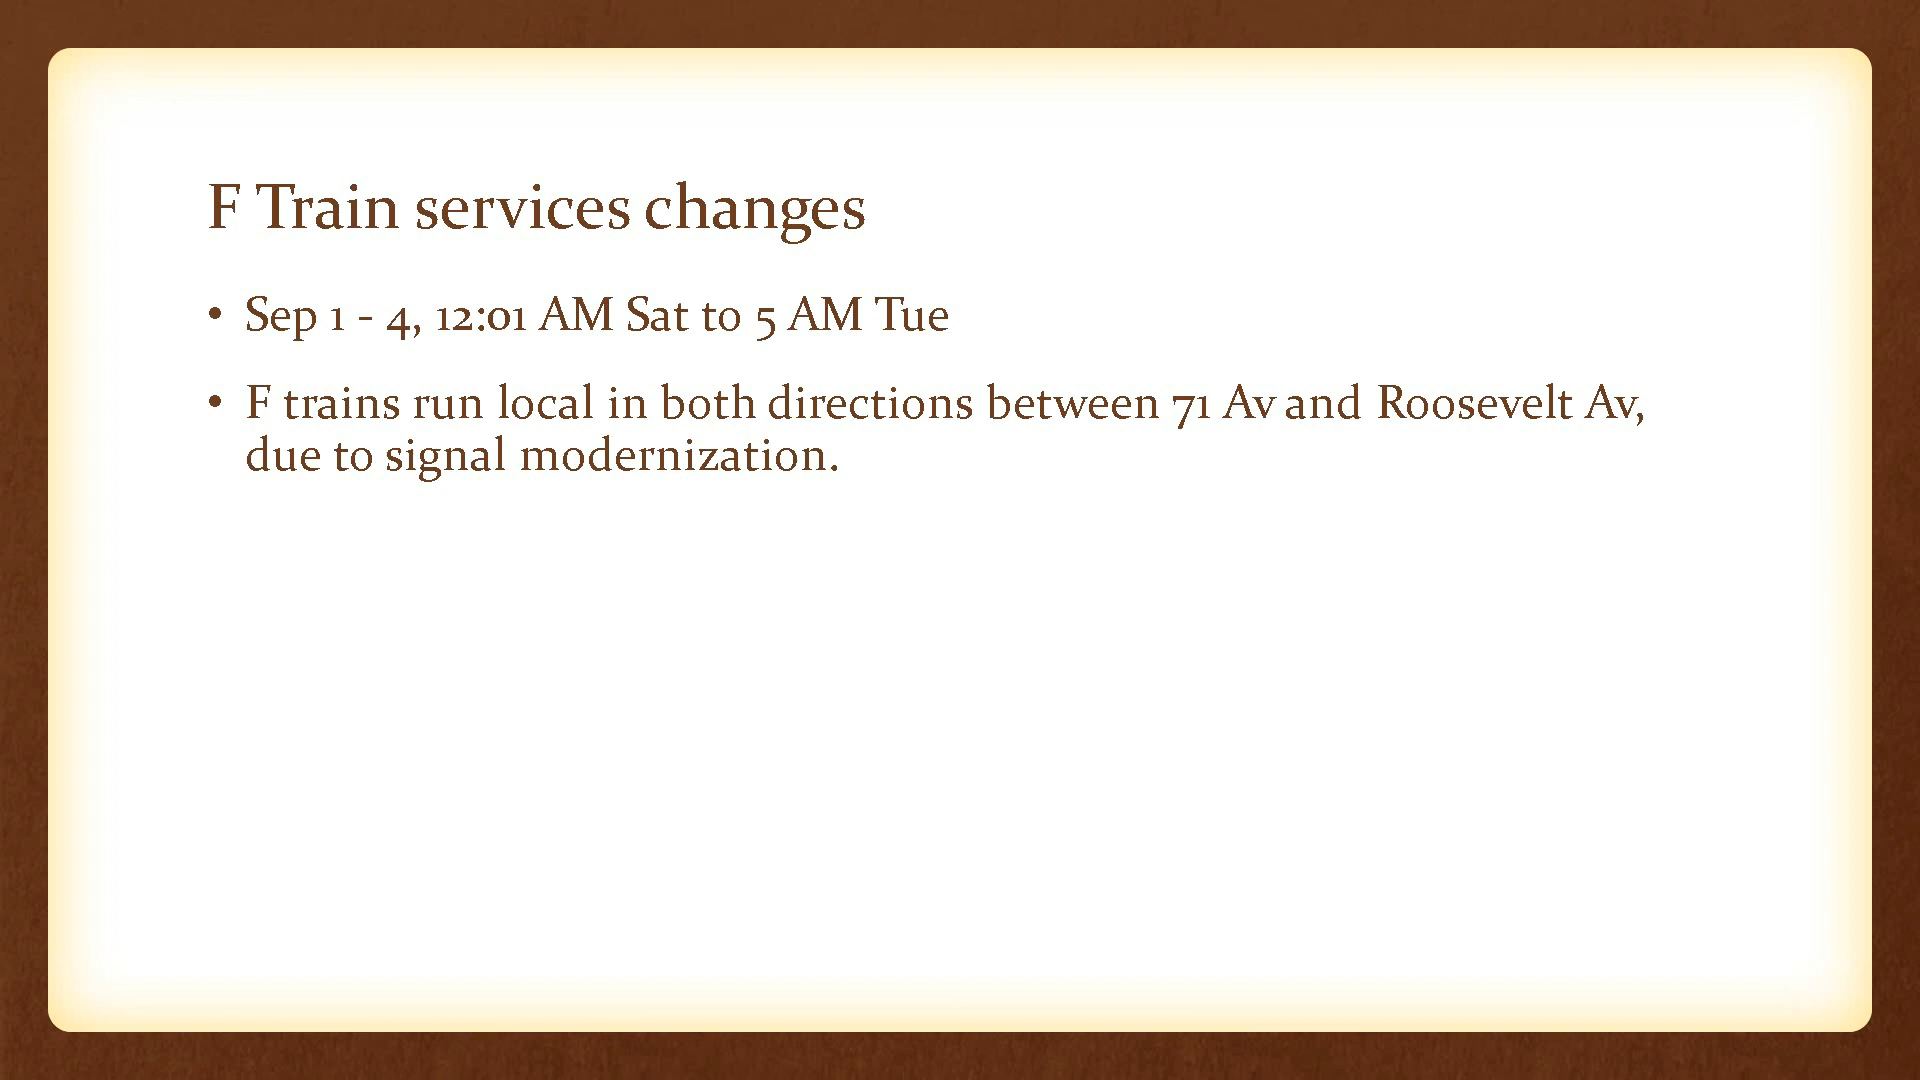 F Train services changes
• Sep 1 - 4, 12:01 AM Sat to 5 AM Tue
• F trains run local in both directions between 71 Av and Roosevelt Av,
due to signal modernization.